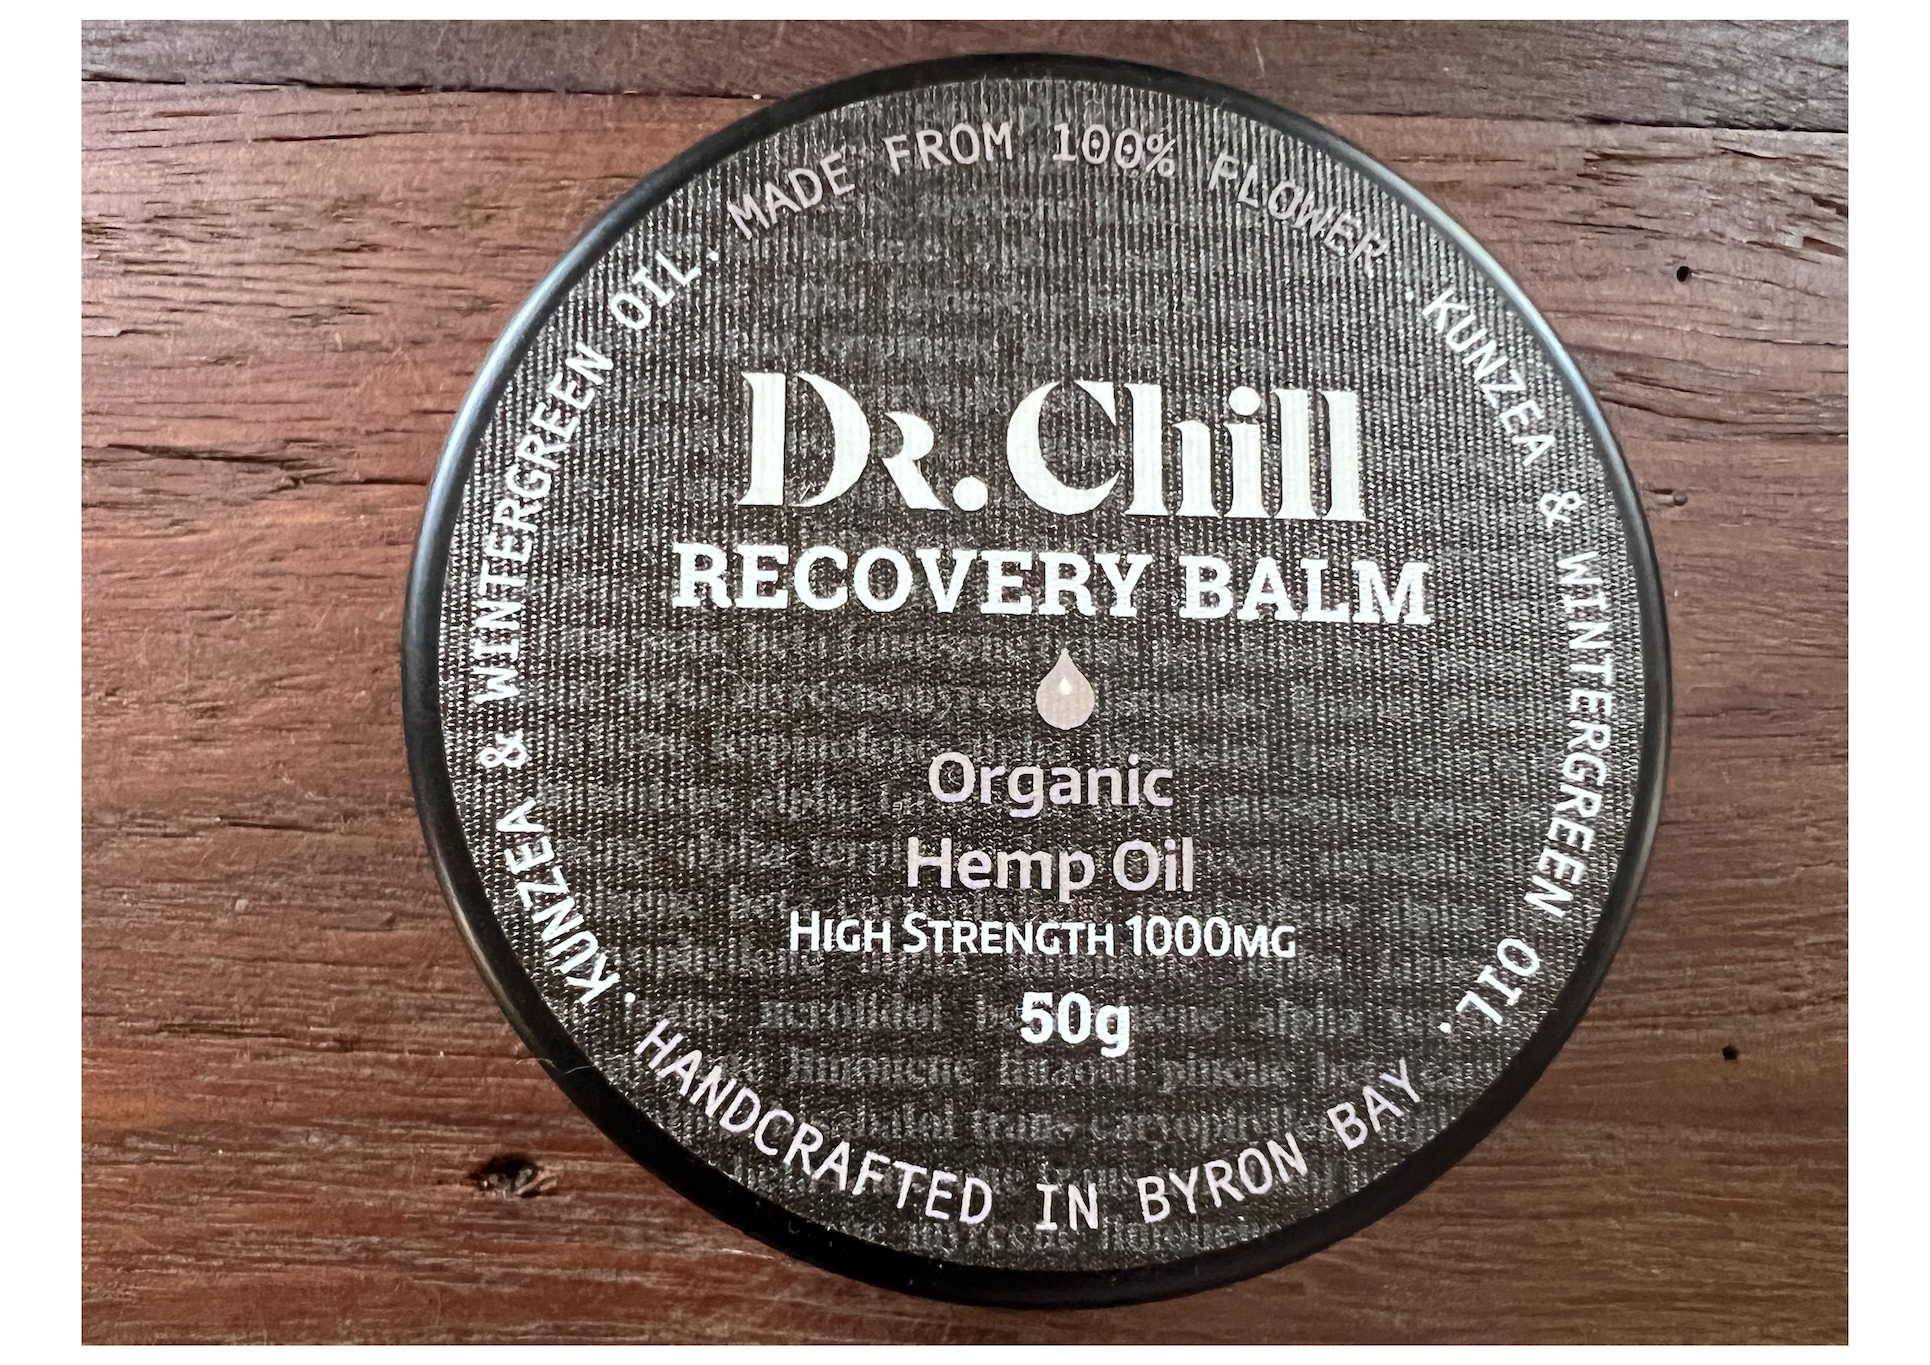 MADE FROM 100% FLOWER
. KUNZEA & WINTERGREEN OIL.
Dr. Chill
RECOVERY BALM
Organic
Hemp Oil
HIGH STRENGTH 1000MG
50g
HANDCRAFTED IN BYRON BAY
. KUNZEA & WINTERGREEN OIL.